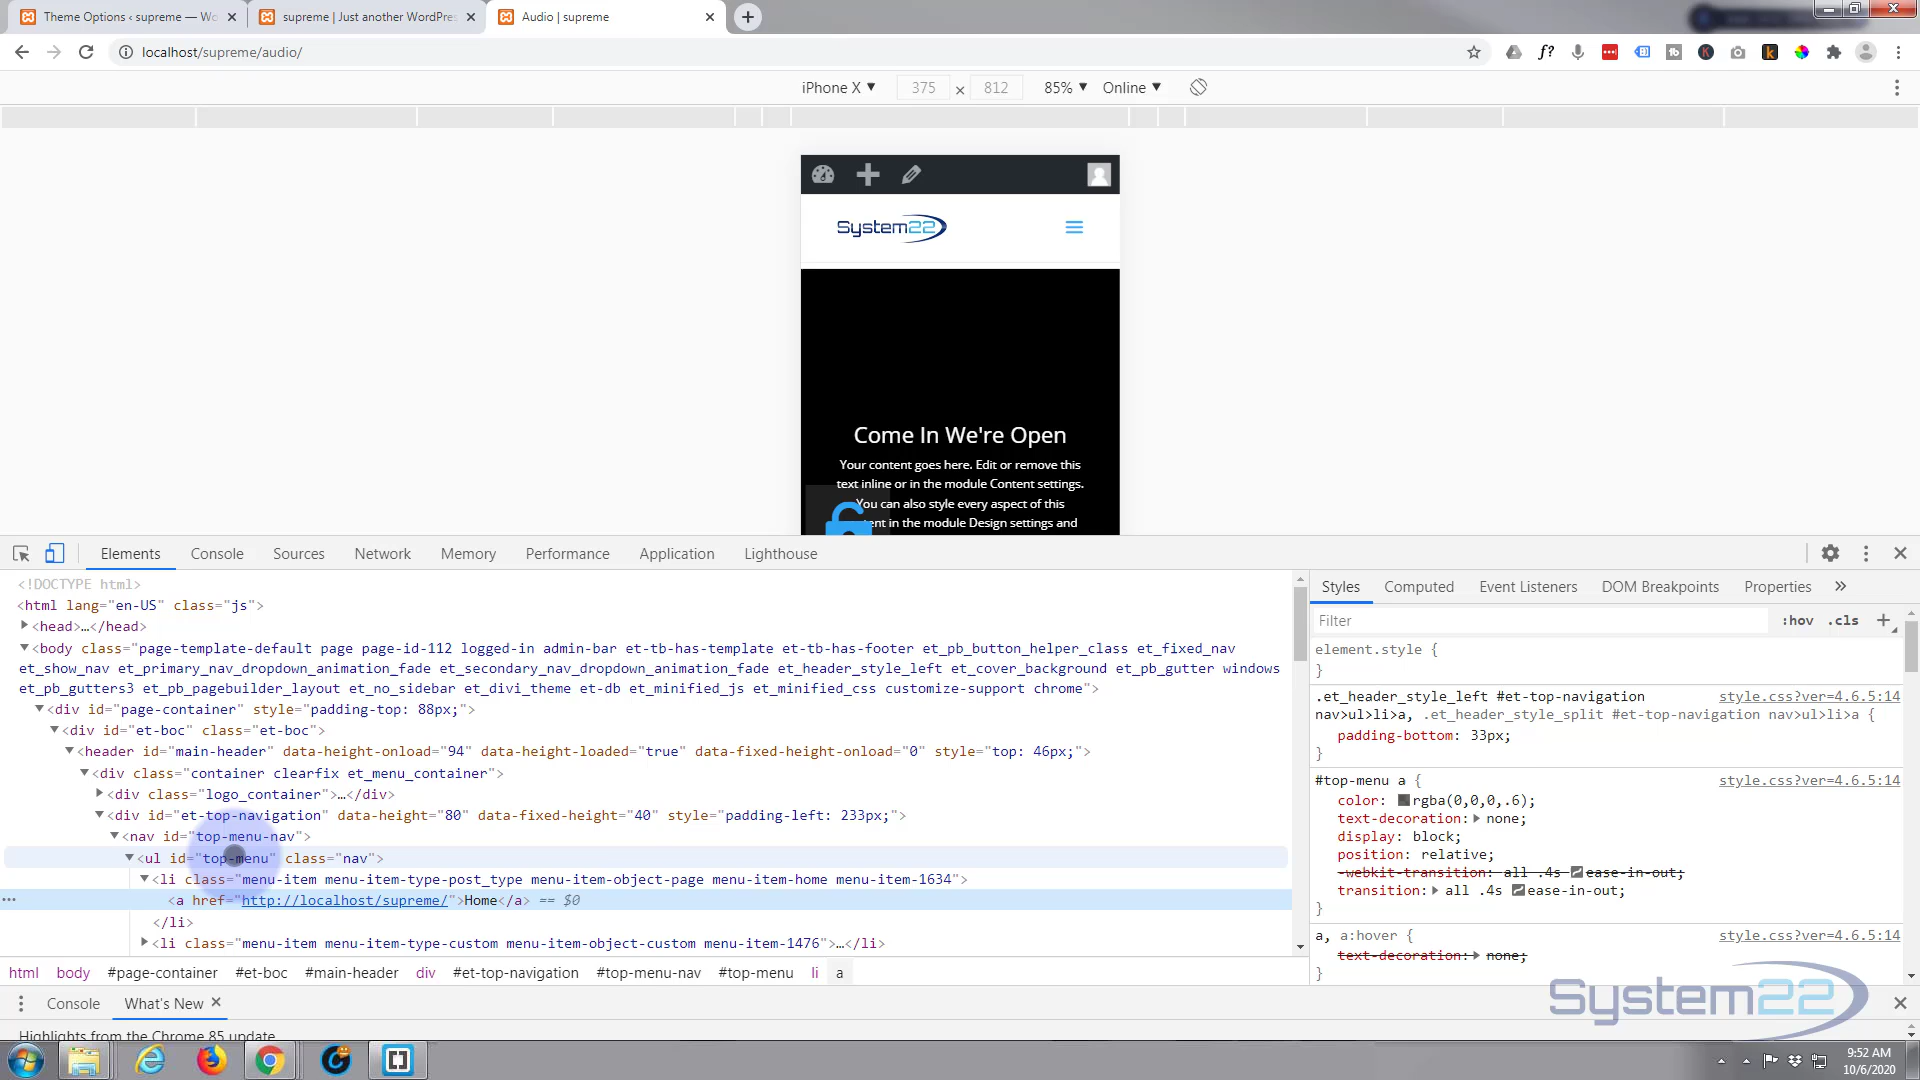 Theme Options ‹ supreme — Wo
supreme | Just another WordPres
Audio | supreme
localhost/supreme/audio/
iPhone X ▼ 375 × 812 85% ▼ Online ▼
System22
Come In We're Open
Your content goes here. Edit or remove this
text inline or in the module Content settings.
You can also style every aspect of this
ent in the module Design settings and
Elements Console Sources Network Memory Performance Application Lighthouse
<!DOCTYPE html>
<html lang="en-US" class="js">
<head>…</head>
<body class="page-template-default page page-id-112 logged-in admin-bar et-tb-has-template et-tb-has-footer et_pb_button_helper_class et_fixed_nav
et_show_nav et_primary_nav_dropdown_animation_fade et_secondary_nav_dropdown_animation_fade et_header_style_left et_cover_background et_pb_gutter windows
et_pb_gutters3 et_pb_pagebuilder_layout et_no_sidebar et_divi_theme et-db et_minified_js et_minified_css customize-support chrome">
<div id="page-container" style="padding-top: 88px;">
<div id="et-boc" class="et-boc">
<header id="main-header" data-height-onload="94" data-height-loaded="true" data-fixed-height-onload="0" style="top: 46px;">
<div class="container clearfix et_menu_container">
<div class="logo_container">…</div>
<div id="et-top-navigation" data-height="80" data-fixed-height="40" style="padding-left: 233px;">
<nav id="top-menu-nav">
<ul id="top-menu" class="nav">
<li class="menu-item menu-item-type-post_type menu-item-object-page menu-item-home menu-item-1634">
<a href="http://localhost/supreme/">Home</a> == $0
</li>
<li class="menu-item menu-item-type-custom menu-item-object-custom menu-item-1476">…</li>
html body #page-container #et-boc #main-header div #et-top-navigation #top-menu-nav #top-menu li a
Styles Computed Event Listeners DOM Breakpoints Properties »
Filter :hov .cls +
element.style {
}
.et_header_style_left #et-top-navigation style.css?ver=4.6.5:14
nav>ul>li>a, .et_header_style_split #et-top-navigation nav>ul>li>a {
padding-bottom: 33px;
}
#top-menu a { style.css?ver=4.6.5:14
color: rgba(0,0,0,.6);
text-decoration: none;
display: block;
position: relative;
-webkit-transition: all .4s ease-in-out;
transition: all .4s ease-in-out;
}
a, a:hover { style.css?ver=4.6.5:14
text-decoration: none;
}
Console What's New ×
Highlights from the Chrome 85 update
System22
9:52 AM
10/6/2020